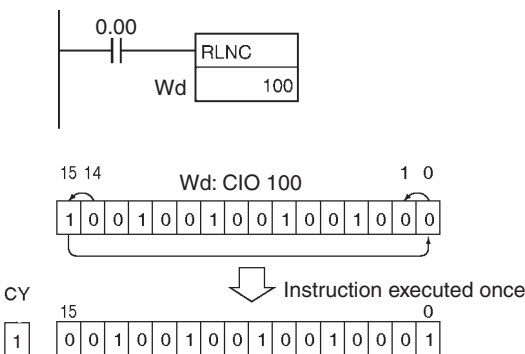 0.00
RLNC
Wd 100
15 14 1 0
Wd: CIO 100
1 0 0 1 0 0 1 0 0 1 0 0 1 0 0 0
Instruction executed once
CY 15 0
1 0 0 1 0 0 1 0 0 1 0 0 1 0 0 0 1